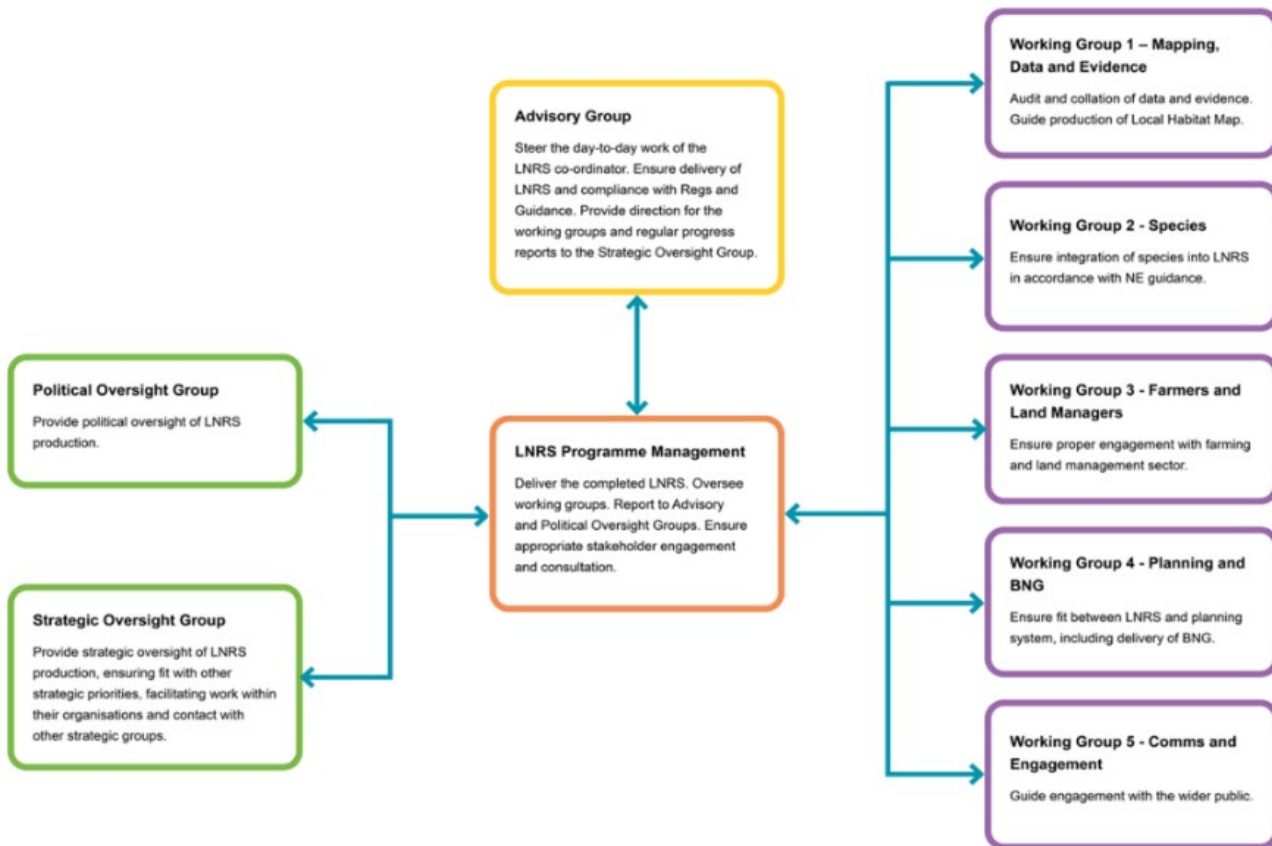 Political Oversight Group
Provide political oversight of LNRS
production.
Strategic Oversight Group
Provide strategic oversight of LNRS
production, ensuring fit with other
strategic priorities, facilitating work within
their organisations and contact with
other strategic groups.
Advisory Group
Steer the day-to-day work of the
LNRS co-ordinator. Ensure delivery of
LNRS and compliance with Regs and
Guidance. Provide direction for the
working groups and regular progress
reports to the Strategic Oversight Group.
LNRS Programme Management
Deliver the completed LNRS. Oversee
working groups. Report to Advisory
and Political Oversight Groups. Ensure
appropriate stakeholder engagement
and consultation.
Working Group 1 – Mapping,
Data and Evidence
Audit and collation of data and evidence.
Guide production of Local Habitat Map.
Working Group 2 - Species
Ensure integration of species into LNRS
in accordance with NE guidance.
Working Group 3 - Farmers and
Land Managers
Ensure proper engagement with farming
and land management sector.
Working Group 4 - Planning and
BNG
Ensure fit between LNRS and planning
system, including delivery of BNG.
Working Group 5 - Comms and
Engagement
Guide engagement with the wider public.